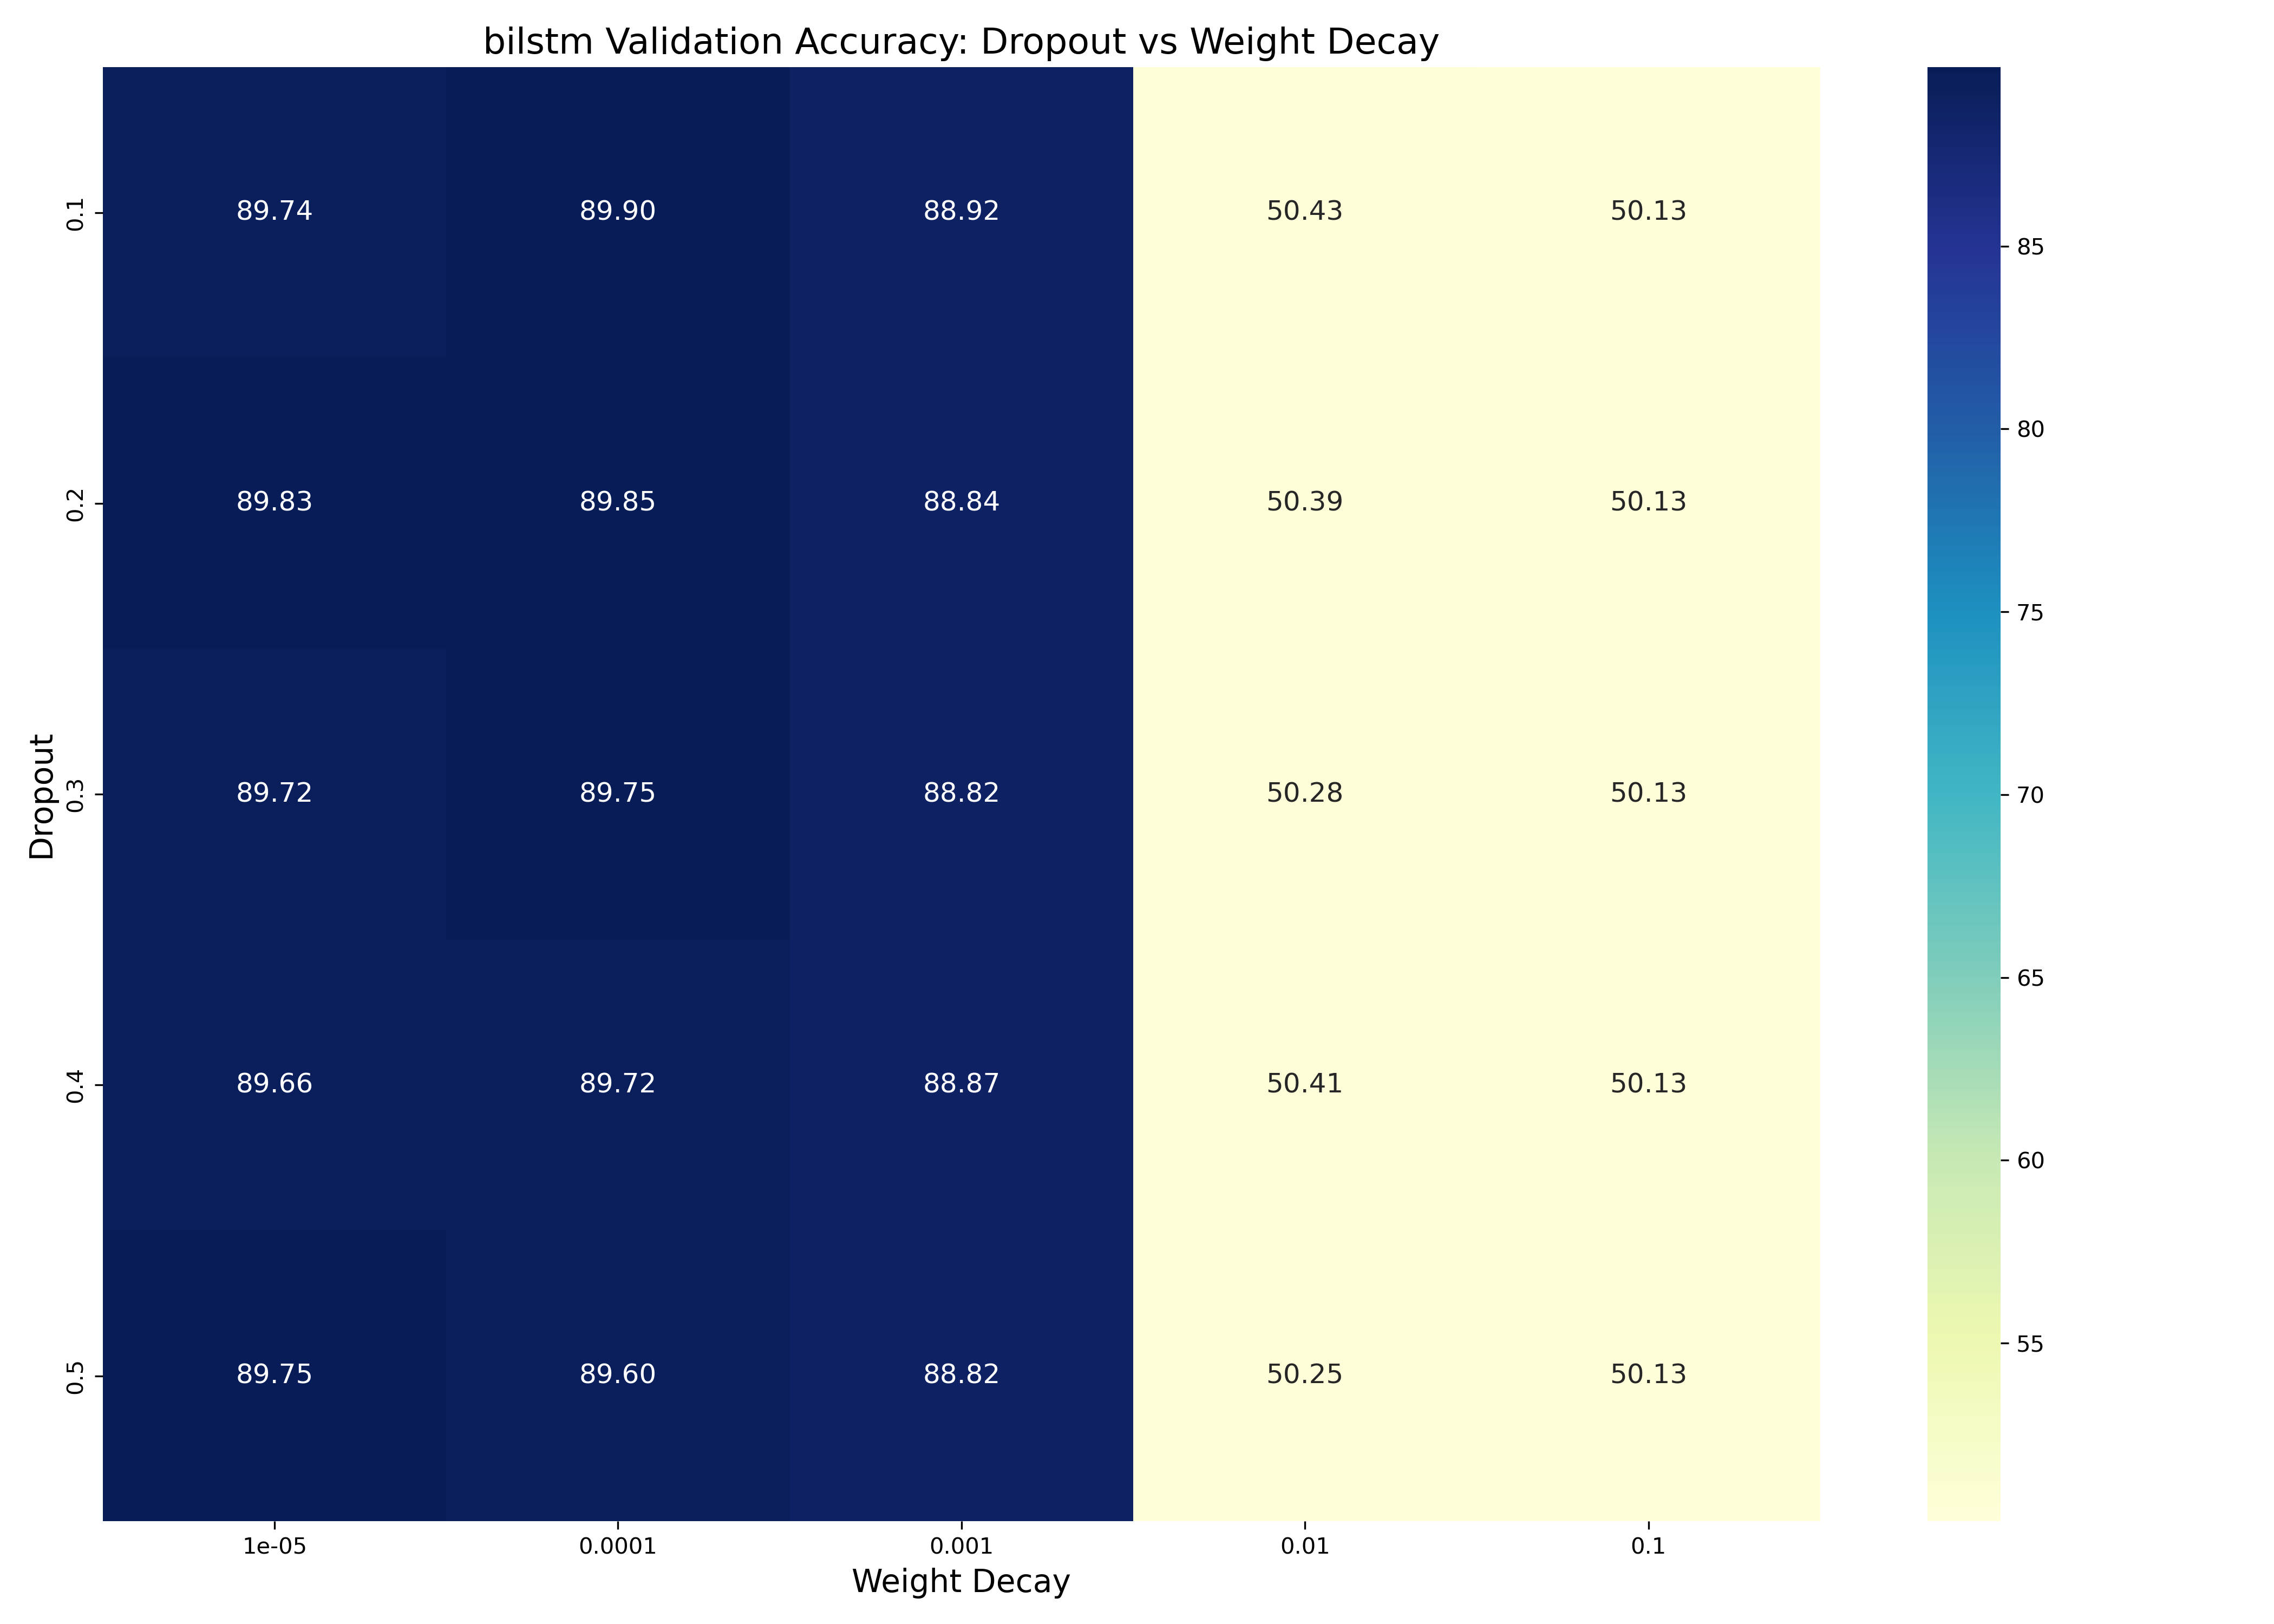 bilstm Validation Accuracy: Dropout vs Weight Decay
Dropout
0.1
89.74 89.90 88.92 50.43 50.13
0.2
89.83 89.85 88.84 50.39 50.13
0.3
89.72 89.75 88.82 50.28 50.13
0.4
89.66 89.72 88.87 50.41 50.13
0.5
89.75 89.60 88.82 50.25 50.13
1e-05 0.0001 0.001 0.01 0.1
Weight Decay
85
80
75
70
65
60
55